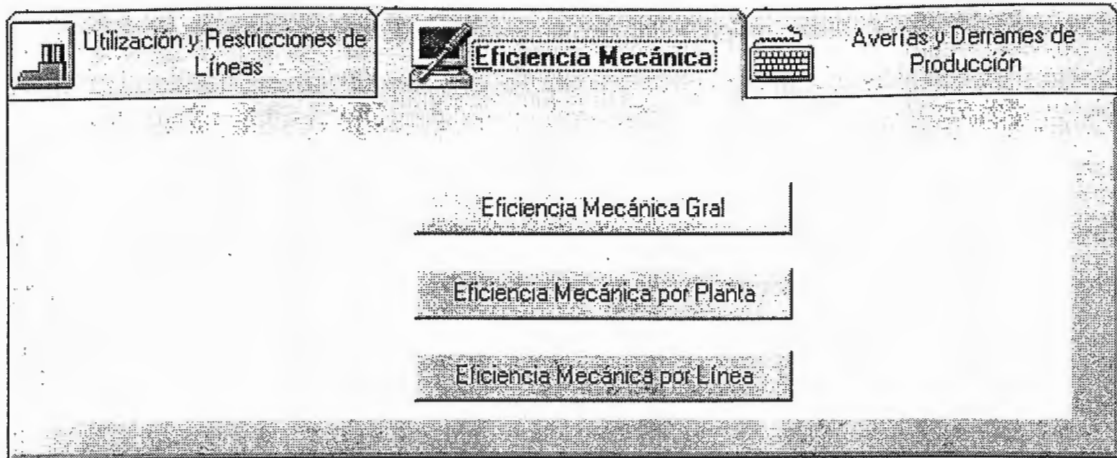 Utilización y Restricciones de
Líneas
Eficiencia Mecánica
Averías y Derrames de
Producción
Eficiencia Mecánica Gral
Eficiencia Mecánica por Planta
Eficiencia Mecánica por Línea